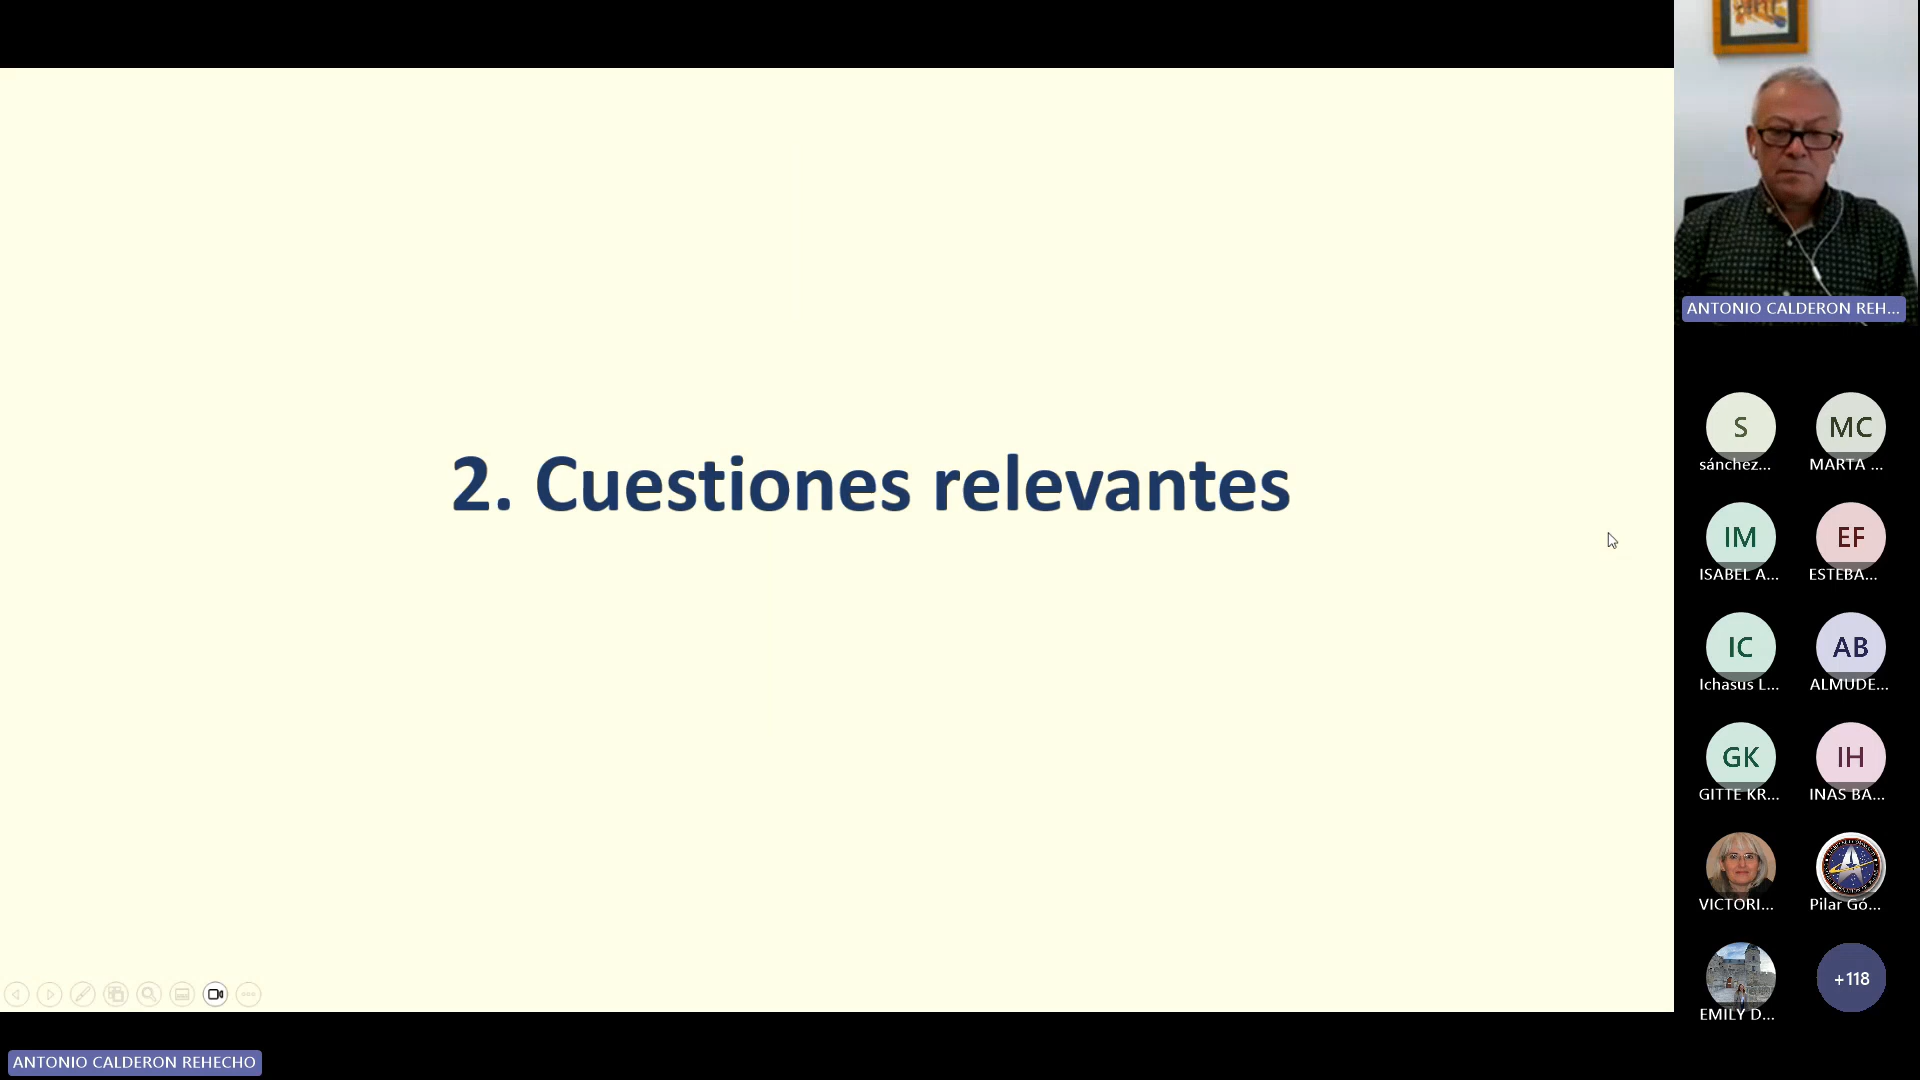 2. Cuestiones relevantes
ANTONIO CALDERON REH...
S
sánchez...
MC
MARTA ...
IM
ISABEL A...
EF
ESTEBA...
IC
Ichasus L...
AB
ALMUDE...
GK
GITTE KR...
IH
INAS BA...
VICTORI...
Pilar Gó...
EMILY D...
+118
ANTONIO CALDERON REHECHO